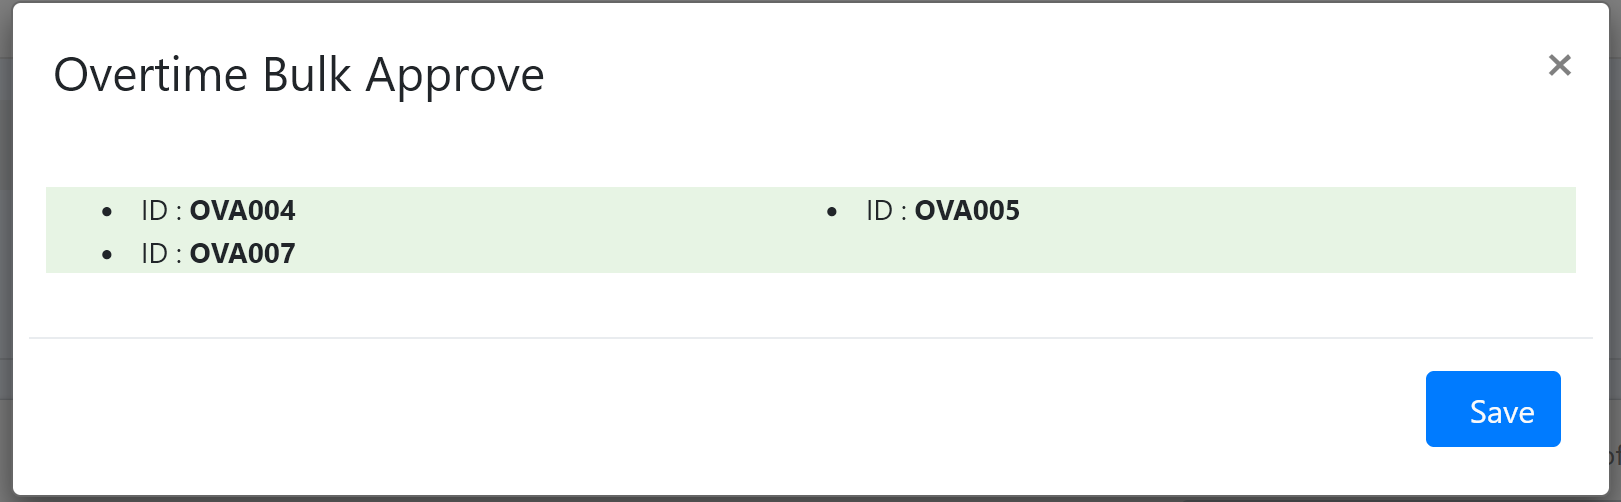 Overtime Bulk Approve
×
• ID : OVA004
• ID : OVA005
• ID : OVA007
Save